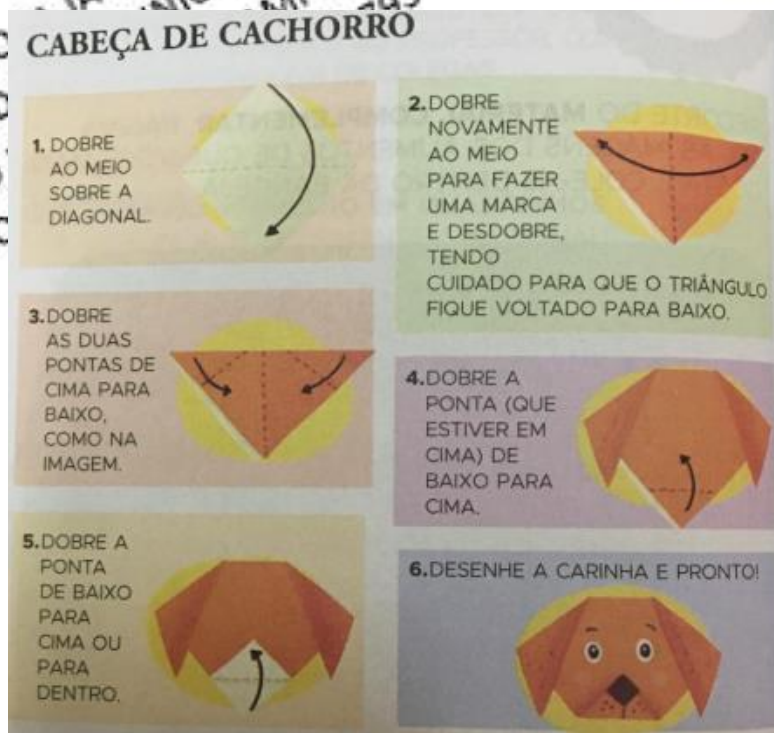 CABEÇA DE CACHORRO
1. DOBRE
AO MEIO
SOBRE A
DIAGONAL.
2. DOBRE
NOVAMENTE
AO MEIO
PARA FAZER
UMA MARCA
E DESDOBRE,
TENDO
CUIDADO PARA QUE O TRIÂNGULO
FIQUE VOLTADO PARA BAIXO.
3. DOBRE
AS DUAS
PONTAS DE
CIMA PARA
BAIXO,
COMO NA
IMAGEM.
4. DOBRE A
PONTA (QUE
ESTIVER EM
CIMA) DE
BAIXO PARA
CIMA.
5. DOBRE A
PONTA
DE BAIXO
PARA
CIMA OU
PARA
DENTRO.
6. DESENHE A CARINHA E PRONTO!